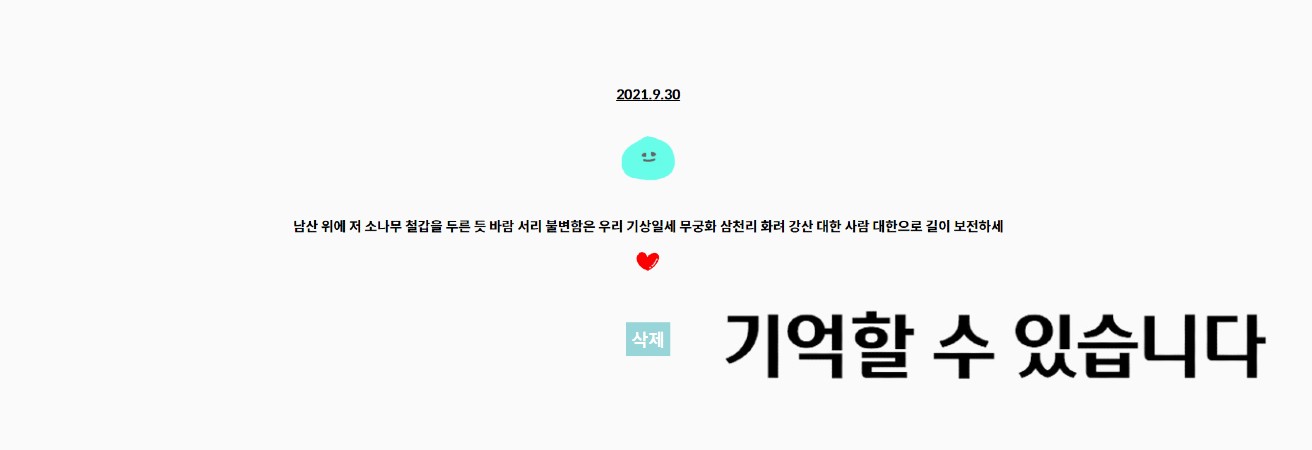 2021.9.30
남산 위에 저 소나무 철갑을 두른 듯 바람 서리 불변함은 우리 기상일세 무궁화 삼천리 화려 강산 대한 사람 대한으로 길이 보전하세
삭제
기억할 수 있습니다